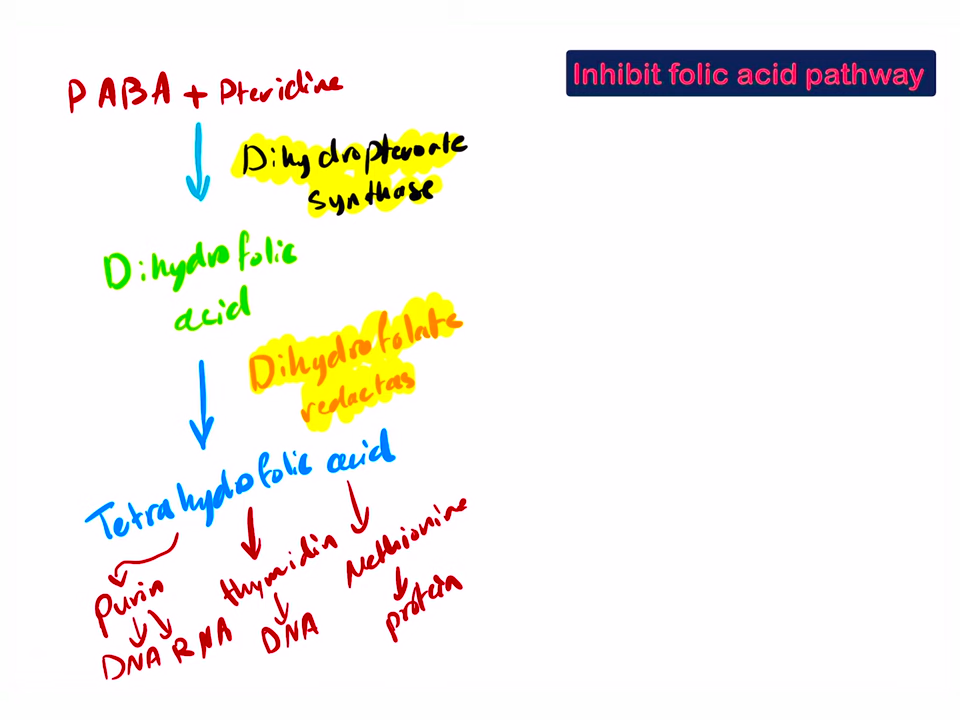 Inhibit folic acid pathway
PABA + Pteridine
Dihydropteroate
synthase
Dihydrofolic
acid
Dihydrofolate
redactas
Tetrahydrofolic acid
purin
thymidin
Methionine
DNA RNA
DNA
protein